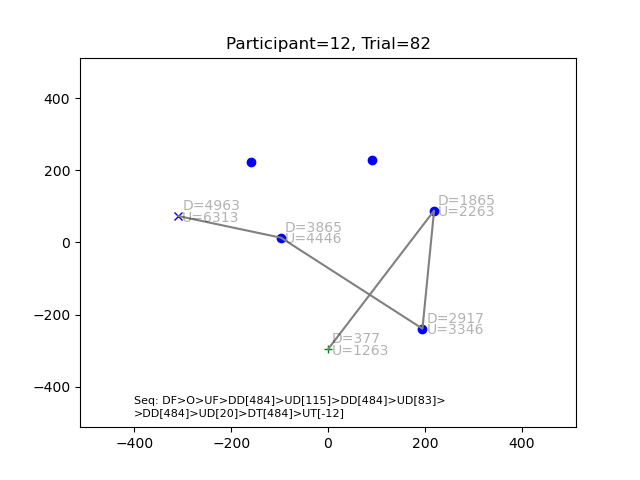 Participant=12, Trial=82
400
200
0
−200
−400
D=4963
U=6313
D=3865
U=4446
D=1865
U=2263
D=2917
U=3346
D=377
U=1263
Seq: DF>O>UF>DD[484]>UD[115]>DD[484]>UD[83]>
>DD[484]>UD[20]>DT[484]>UT[-12]
−400 −200 0 200 400